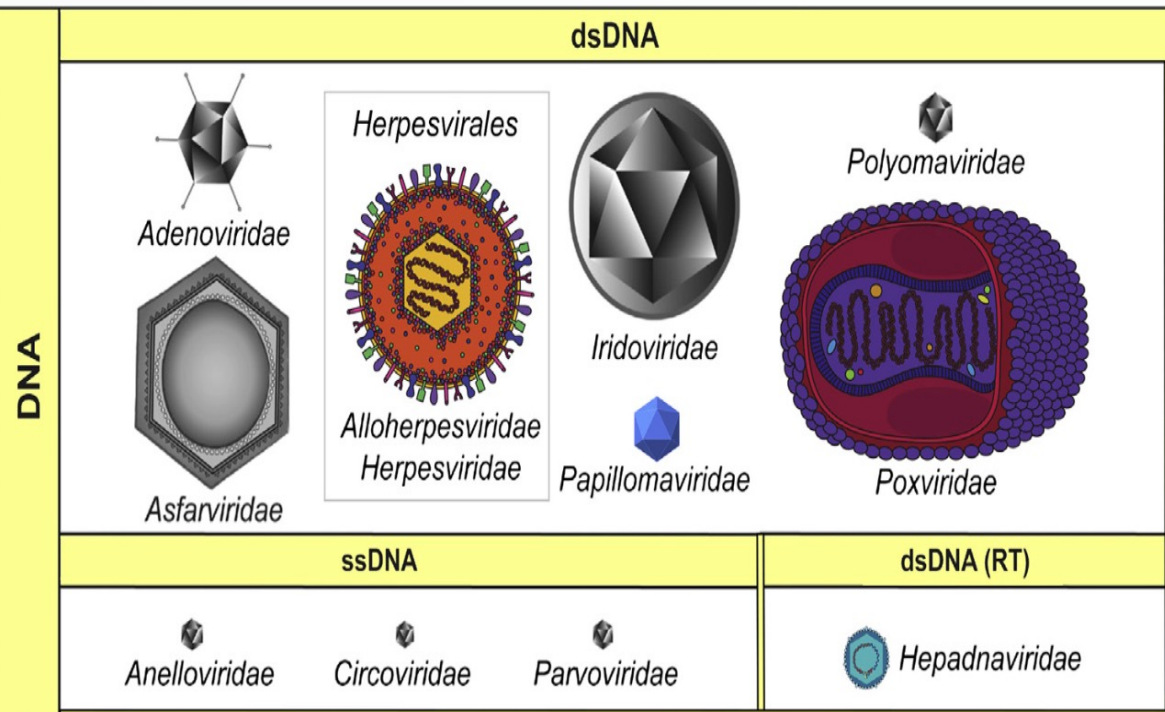 DNA
dsDNA
Adenoviridae
Herpesvirales
Alloherpesviridae
Herpesviridae
Iridoviridae
Polyomaviridae
Asfarviridae
Papillomaviridae
Poxviridae
ssDNA
dsDNA (RT)
Anelloviridae
Circoviridae
Parvoviridae
Hepadnaviridae